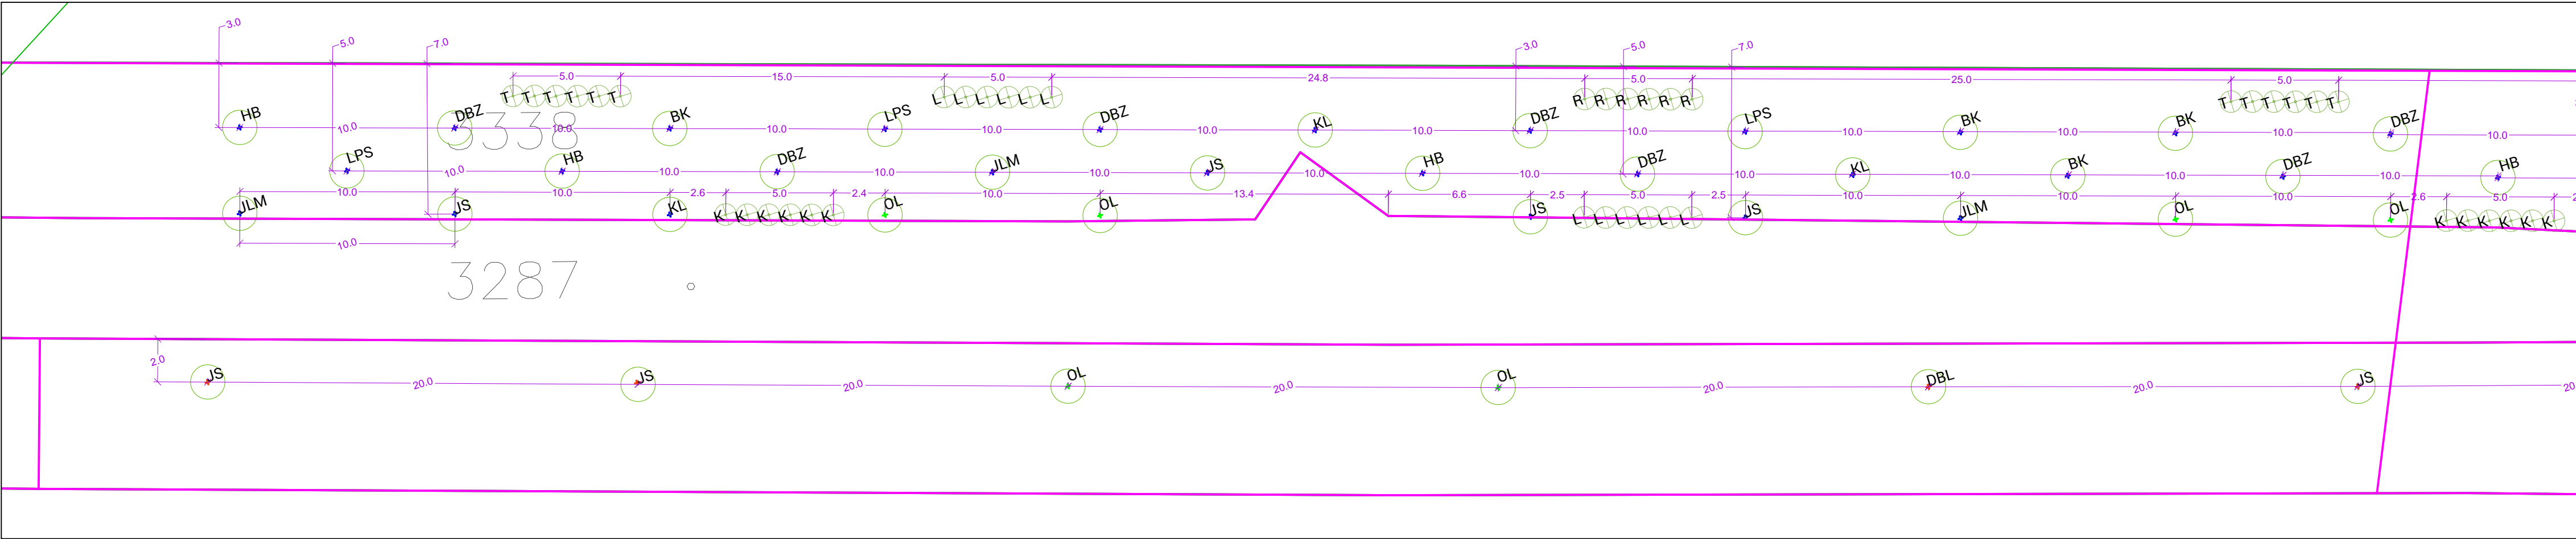 3.0 5.0 7.0 3.0 5.0 7.0
5.0 15.0 5.0 24.8 5.0 25.0 5.0
T T T T T T L L L L L L R R R R R R T T T T T T
HB DBZ BK LPS DBZ KL DBZ LPS BK BK DBZ
3338
10.0 10.0 10.0 10.0 10.0 10.0 10.0 10.0 10.0 10.0 10.0
LPS HB DBZ JLM JS HB DBZ KL BK DBZ HB
10.0 10.0 10.0 10.0 10.0 10.0 10.0 10.0 10.0 10.0
10.0 10.0 2.6 5.0 2.4 10.0 13.4 6.6 2.5 5.0 2.5 10.0 10.0 10.0 2.6 5.0
JLM JS KL K K K K K K OL OL JS L L L L L L JS JLM OL OL K K K K K K
10.0
3287
2.0
JS JS OL OL DBL JS
20.0 20.0 20.0 20.0 20.0